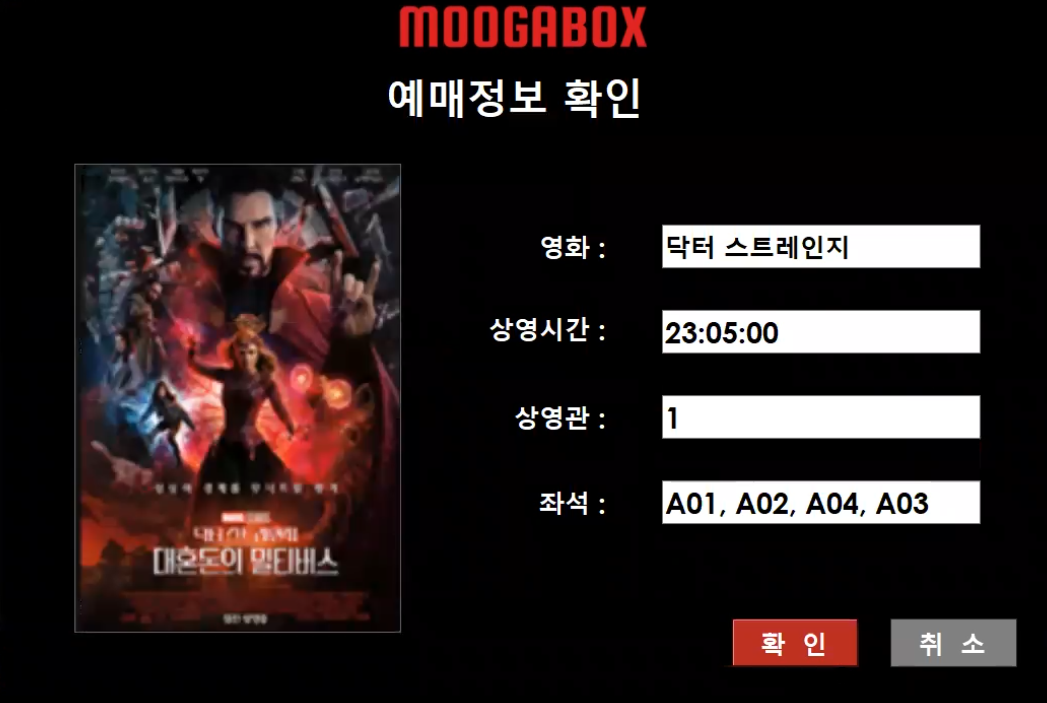 MOOGABOX
예매정보 확인
영화 : 닥터 스트레인지
상영시간 : 23:05:00
상영관 : 1
좌석 : A01, A02, A04, A03
대혼돈의 멀티버스
확 인 취 소